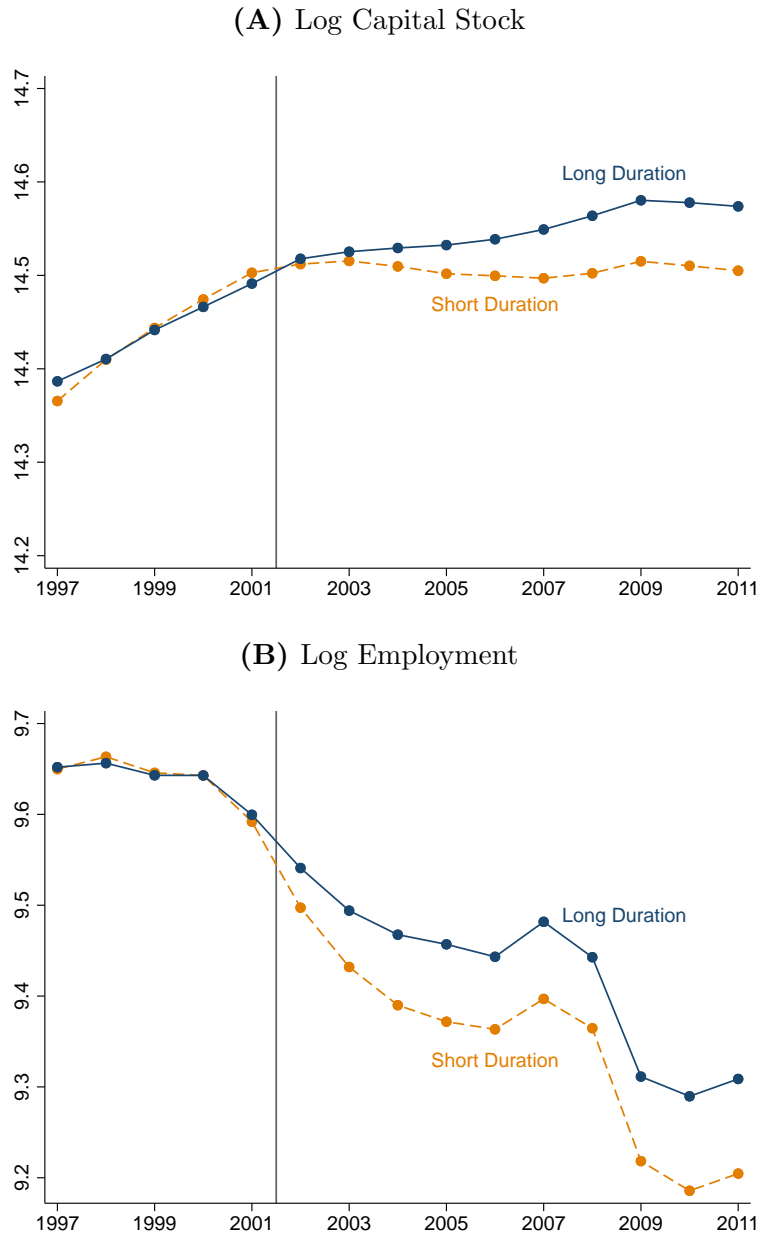 (A) Log Capital Stock
14.7
14.6
14.5
14.4
14.3
14.2
Long Duration
Short Duration
1997 1999 2001 2003 2005 2007 2009 2011
(B) Log Employment
9.7
9.6
9.5
9.4
9.3
9.2
Long Duration
Short Duration
1997 1999 2001 2003 2005 2007 2009 2011